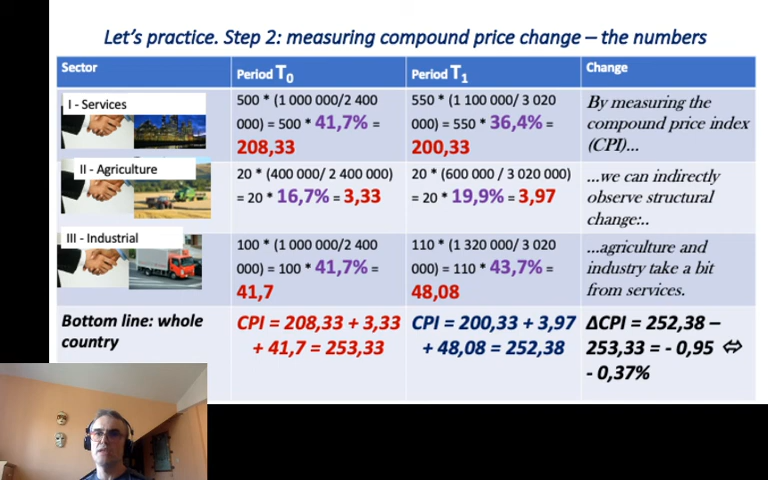 Let's practice. Step 2: measuring compound price change – the numbers
Sector
Period T0
Period T1
Change
I - Services
500 * (1 000 000/2 400
000) = 500 * 41,7% =
208,33
550 * (1 100 000/ 3 020
000) = 550 * 36,4% =
200,33
By measuring the
compound price index
(CPI)...
II - Agriculture
20 * (400 000/ 2 400 000)
= 20 * 16,7% = 3,33
20 * (600 000/ 3 020 000)
= 20 * 19,9% = 3,97
...we can indirectly
observe structural
change:..
III - Industrial
100 * (1 000 000/2 400
000) = 100 * 41,7% =
41,7
110 * (1 320 000/ 3 020
000) = 110 * 43,7% =
48,08
...agriculture and
industry take a bit
from services.
Bottom line: whole
country
CPI = 208,33 + 3,33
+ 41,7 = 253,33
CPI = 200,33 + 3,97
+ 48,08 = 252,38
ΔCPI = 252,38 –
253,33 = - 0,95 ⇔
- 0,37%